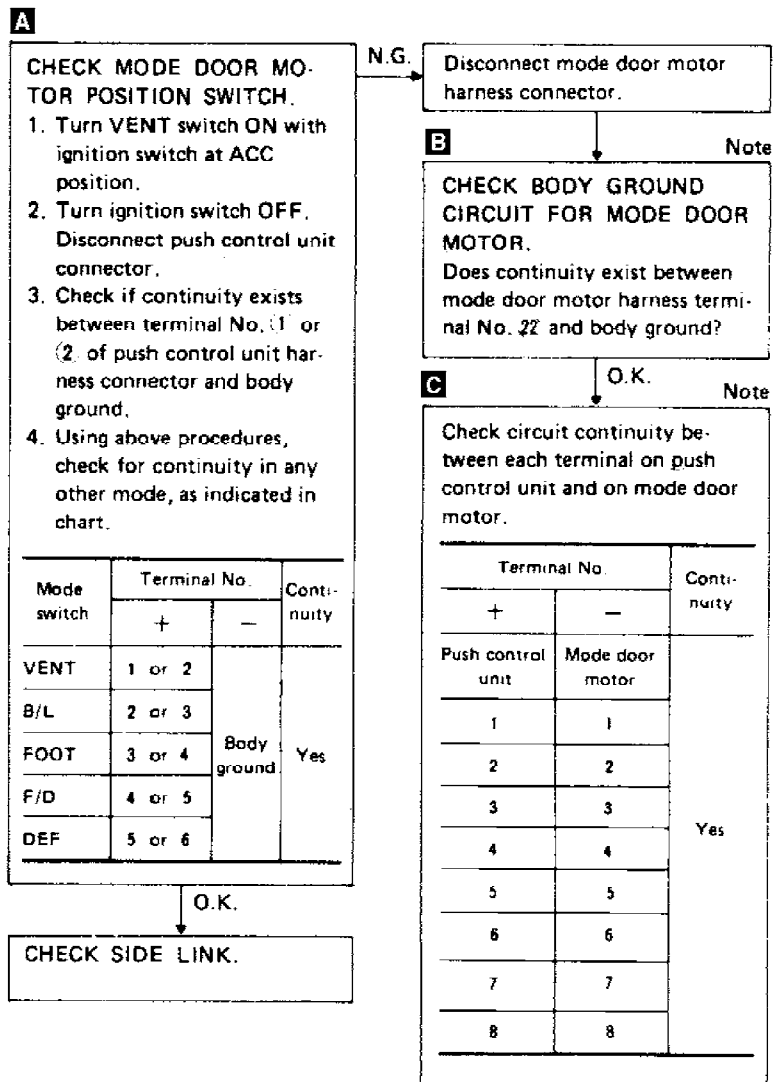 A
CHECK MODE DOOR MO-
TOR POSITION SWITCH.
1. Turn VENT switch ON with
ignition switch at ACC
position.
2. Turn ignition switch OFF.
Disconnect push control unit
connector.
3. Check if continuity exists
between terminal No. 1 or
2 of push control unit har-
ness connector and body
ground.
4. Using above procedures,
check for continuity in any
other mode, as indicated in
chart.
Mode switch Terminal No. Conti-nuity
+ −
VENT 1 or 2
B/L 2 or 3
FOOT 3 or 4 Body ground Yes
F/D 4 or 5
DEF 5 or 6
O.K.
CHECK SIDE LINK.
N.G.
Disconnect mode door motor
harness connector.
B Note
CHECK BODY GROUND
CIRCUIT FOR MODE DOOR
MOTOR.
Does continuity exist between
mode door motor harness termi-
nal No. 22 and body ground?
O.K.
C Note
Check circuit continuity be-
tween each terminal on push
control unit and on mode door
motor.
Terminal No. Conti-nuity
+ −
Push control unit Mode door motor
1 1
2 2
3 3
4 4 Yes
5 5
6 6
7 7
8 8